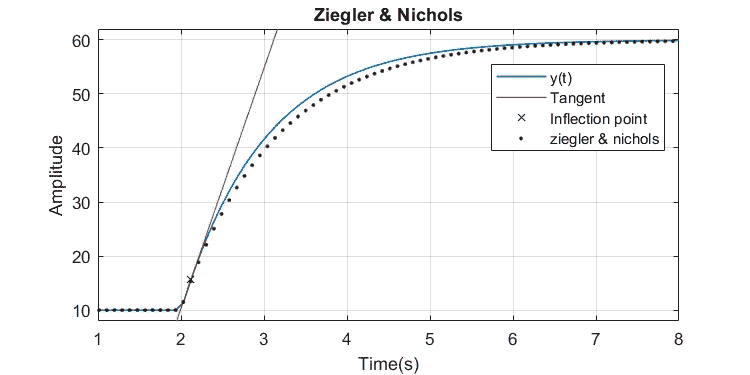 Ziegler & Nichols
60
50
40
30
20
10
Amplitude
y(t)
Tangent
Inflection point
ziegler & nichols
1 2 3 4 5 6 7 8
Time(s)